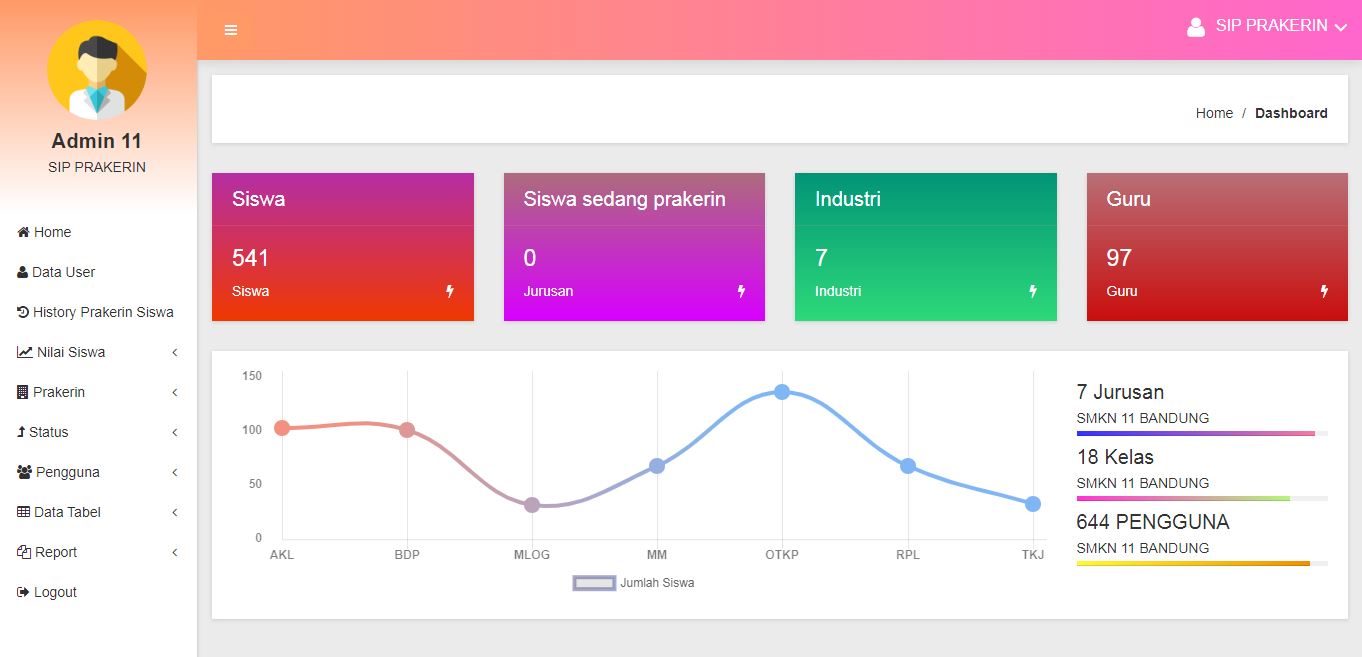 SIP PRAKERIN
Admin 11
SIP PRAKERIN
Home
Data User
History Prakerin Siswa
Nilai Siswa
Prakerin
Status
Pengguna
Data Tabel
Report
Logout
Home / Dashboard
Siswa
541
Siswa
Siswa sedang prakerin
0
Jurusan
Industri
7
Industri
Guru
97
Guru
150
100
50
0
AKL BDP MLOG MM OTKP RPL TKJ
Jumlah Siswa
7 Jurusan
SMKN 11 BANDUNG
18 Kelas
SMKN 11 BANDUNG
644 PENGGUNA
SMKN 11 BANDUNG